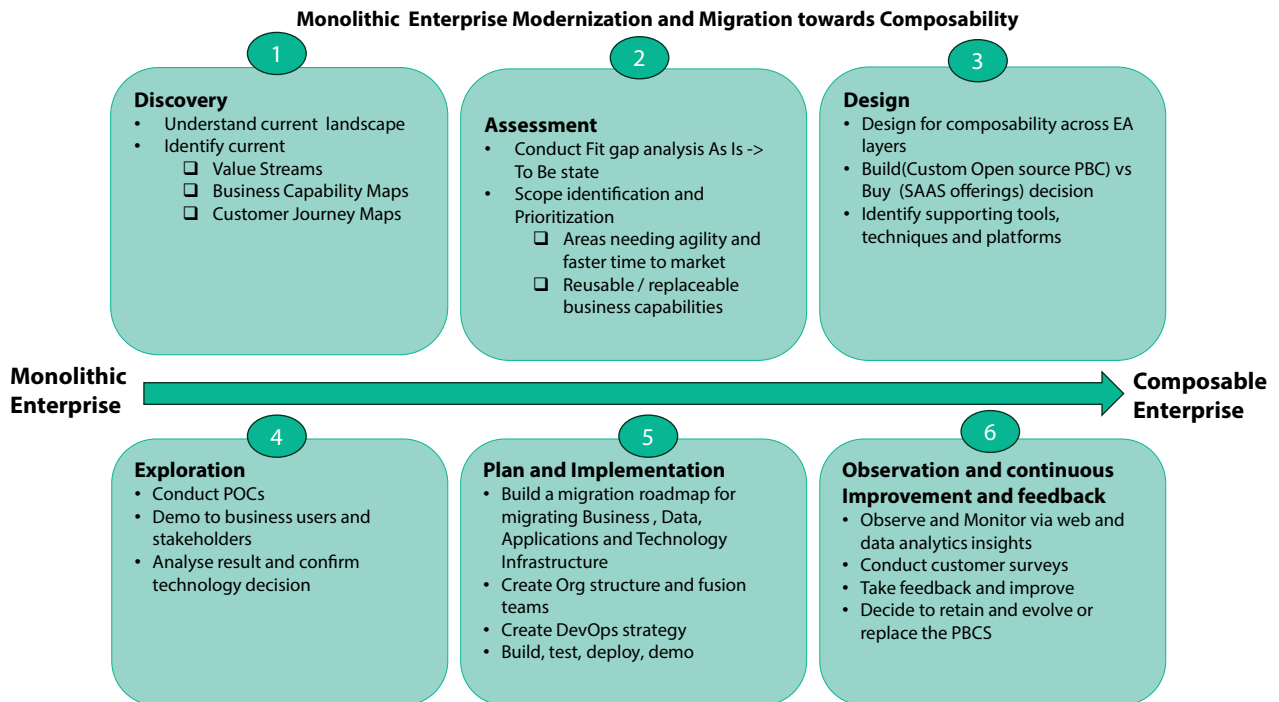 Monolithic Enterprise Modernization and Migration towards Composability
1
Discovery
• Understand current landscape
• Identify current
❑ Value Streams
❑ Business Capability Maps
❑ Customer Journey Maps
2
Assessment
• Conduct Fit gap analysis As Is ->
To Be state
• Scope identification and
Prioritization
❑ Areas needing agility and
faster time to market
❑ Reusable / replaceable
business capabilities
3
Design
• Design for composability across EA
layers
• Build(Custom Open source PBC) vs
Buy (SAAS offerings) decision
• Identify supporting tools,
techniques and platforms
Monolithic
Enterprise
Composable
Enterprise
4
Exploration
• Conduct POCs
• Demo to business users and
stakeholders
• Analyse result and confirm
technology decision
5
Plan and Implementation
• Build a migration roadmap for
migrating Business , Data,
Applications and Technology
Infrastructure
• Create Org structure and fusion
teams
• Create DevOps strategy
• Build, test, deploy, demo
6
Observation and continuous
Improvement and feedback
• Observe and Monitor via web and
data analytics insights
• Conduct customer surveys
• Take feedback and improve
• Decide to retain and evolve or
replace the PBCS